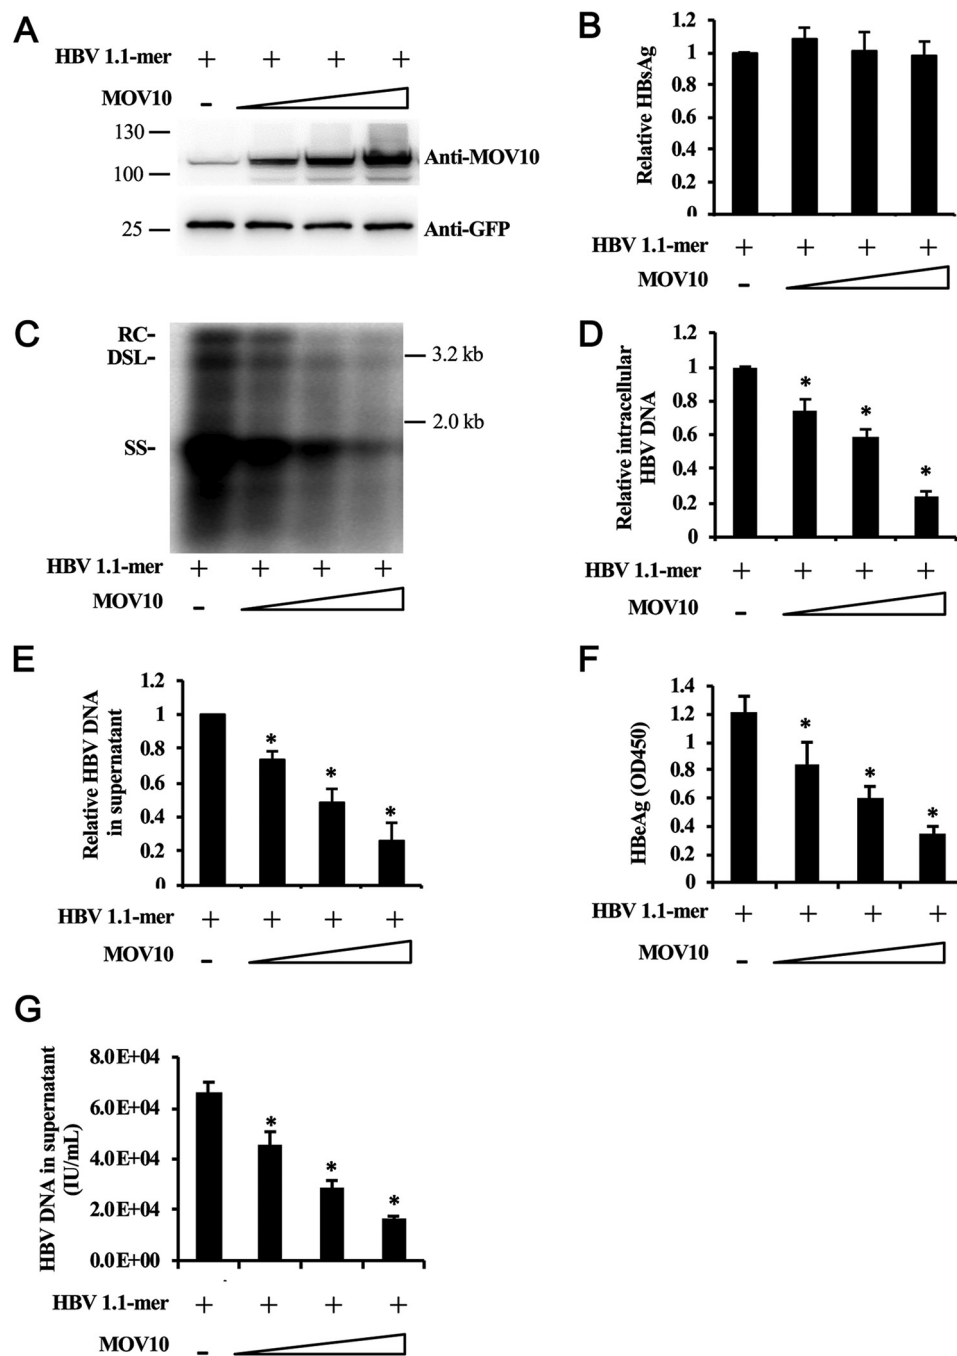 A
HBV 1.1-mer + + + +
MOV10 -
130
100
Anti-MOV10
25
Anti-GFP
B
Relative HBsAg
1.2
1
0.8
0.6
0.4
0.2
0
HBV 1.1-mer + + + +
MOV10 -
C
RC-
DSL-
SS-
3.2 kb
2.0 kb
HBV 1.1-mer + + + +
MOV10 -
D
Relative intracellular
HBV DNA
1.2
1
0.8
0.6
0.4
0.2
0
* * *
HBV 1.1-mer + + + +
MOV10 -
E
Relative HBV DNA
in supernatant
1.2
1
0.8
0.6
0.4
0.2
0
* * *
HBV 1.1-mer + + + +
MOV10 -
F
HBeAg (OD450)
1.4
1.2
1
0.8
0.6
0.4
0.2
0
* * *
HBV 1.1-mer + + + +
MOV10 -
G
HBV DNA in supernatant
(IU/mL)
8.0E+04
6.0E+04
4.0E+04
2.0E+04
0.0E+00
* * *
HBV 1.1-mer + + + +
MOV10 -